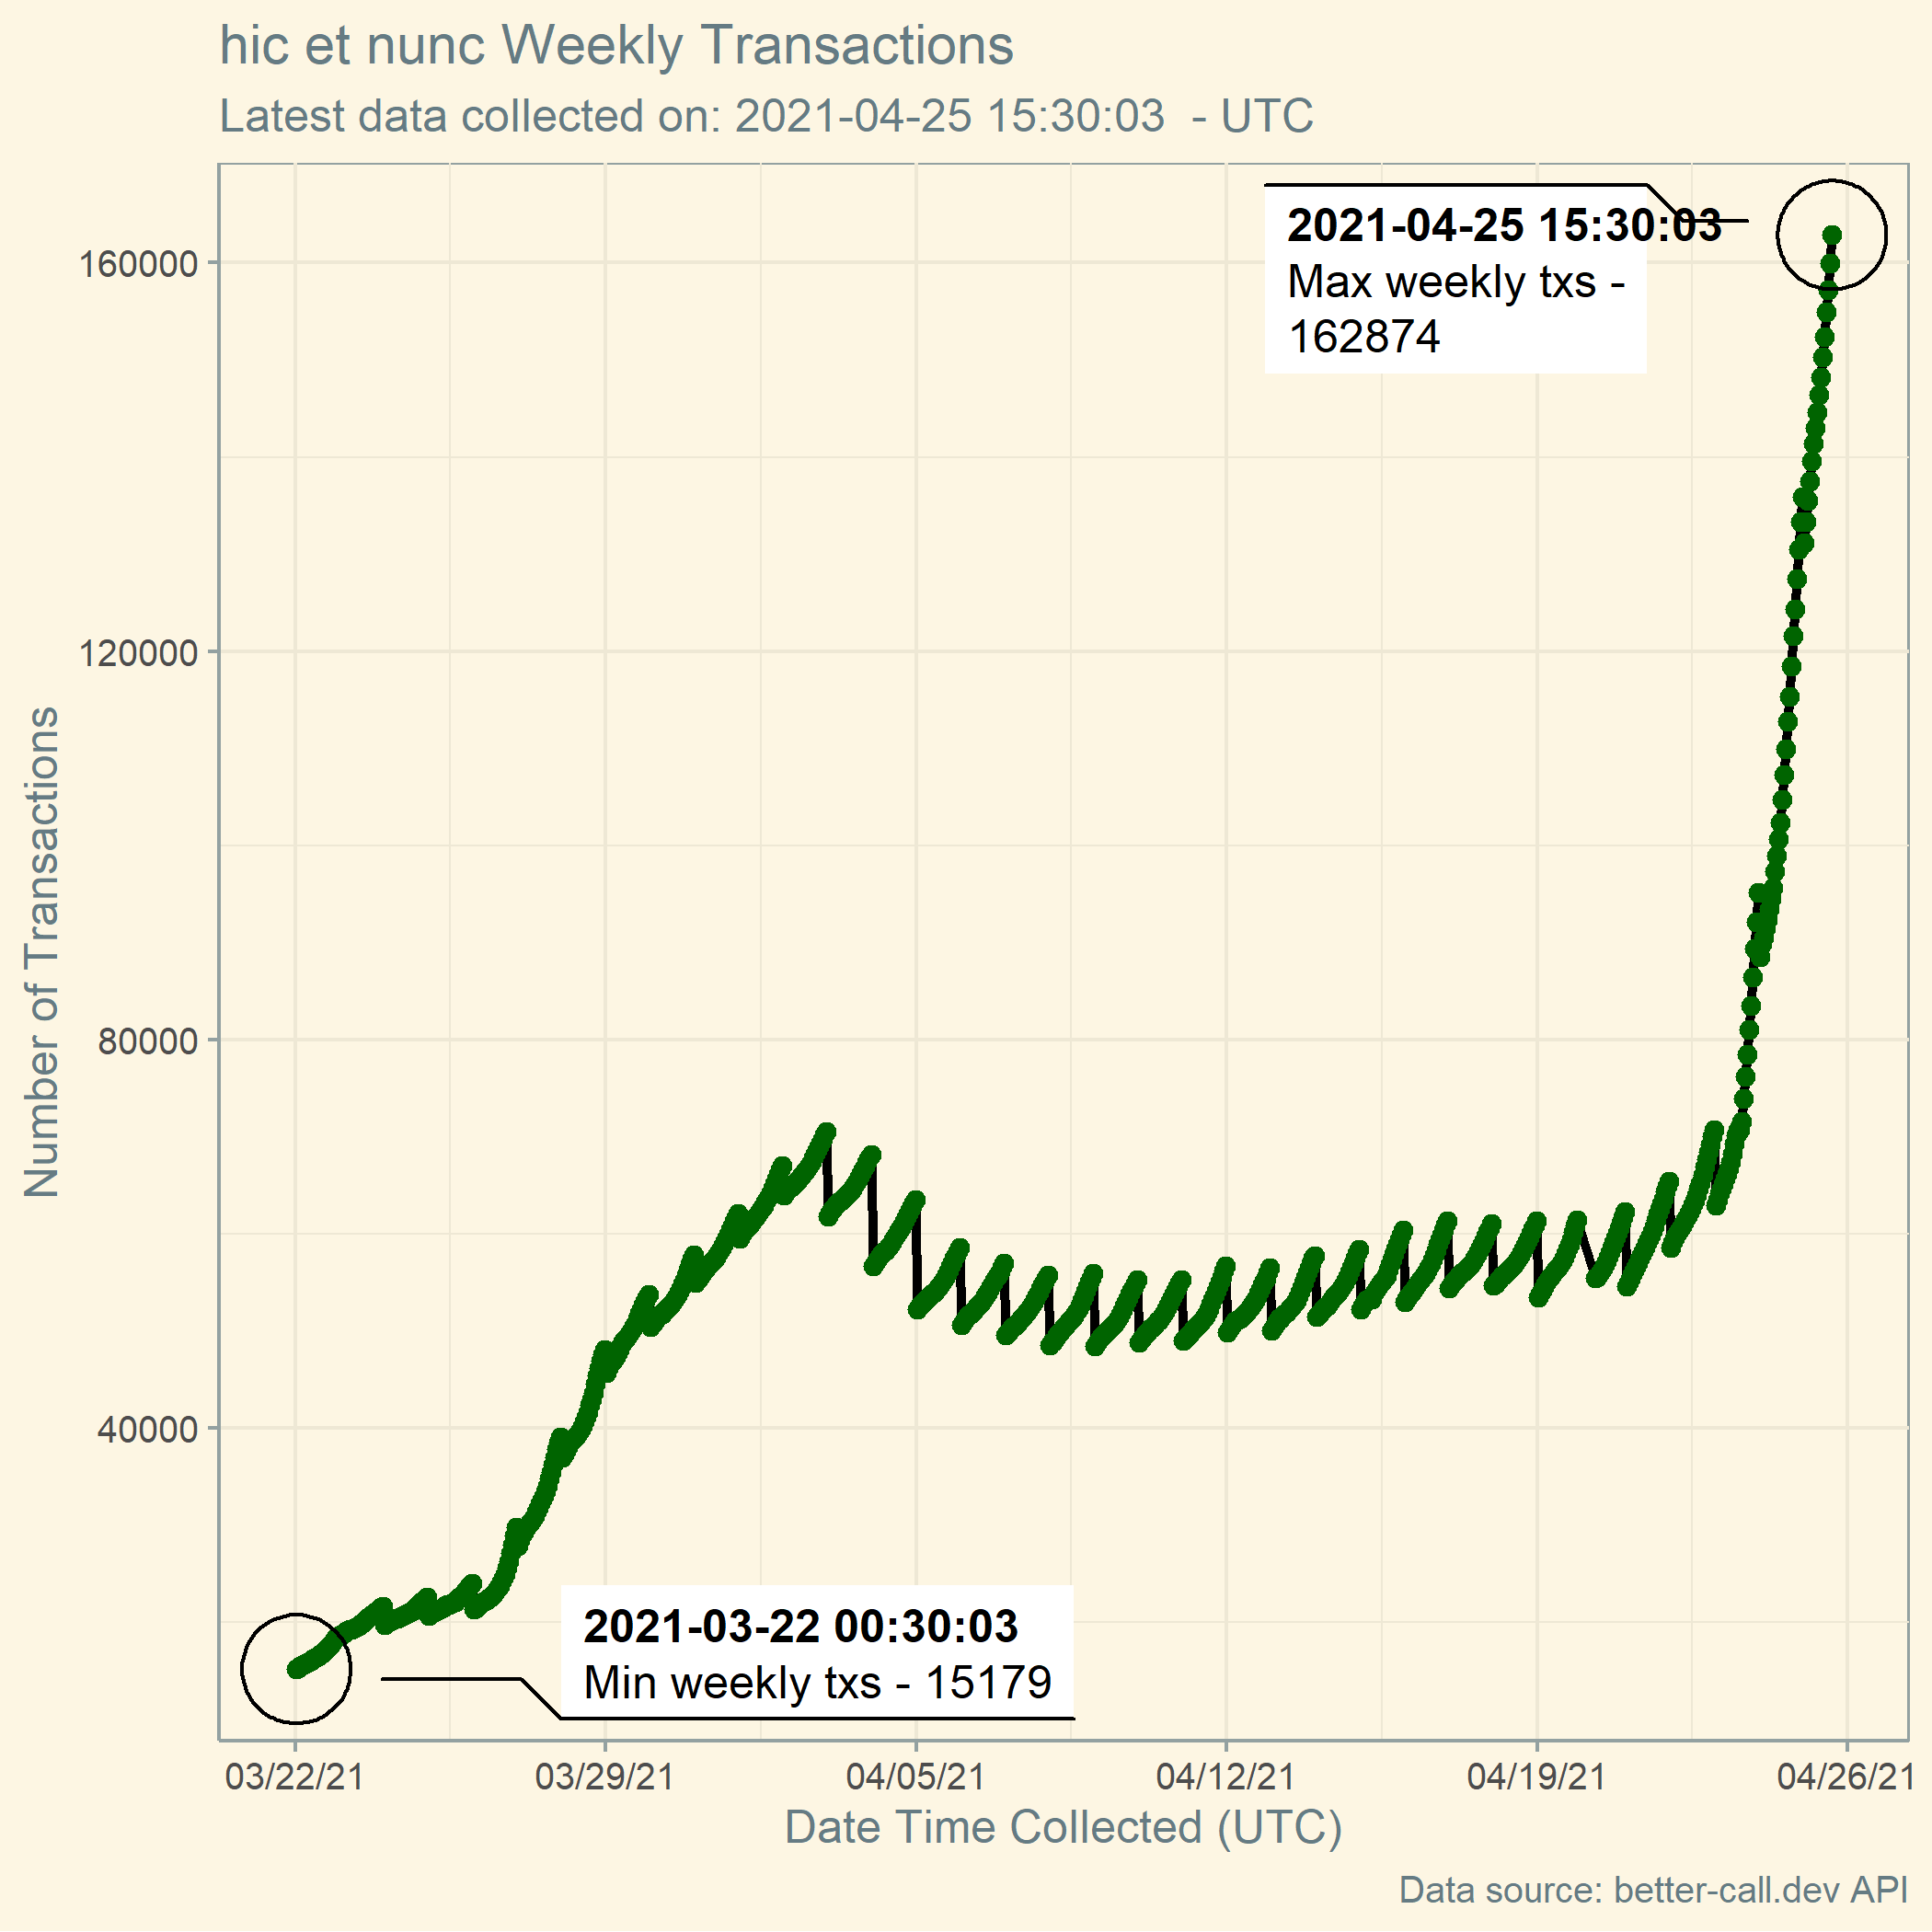 hic et nunc Weekly Transactions
Latest data collected on: 2021-04-25 15:30:03  - UTC
Number of Transactions
160000
120000
80000
40000
2021-04-25 15:30:03
Max weekly txs -
162874
2021-03-22 00:30:03
Min weekly txs - 15179
03/22/21
03/29/21
04/05/21
04/12/21
04/19/21
04/26/21
Date Time Collected (UTC)
Data source: better-call.dev API